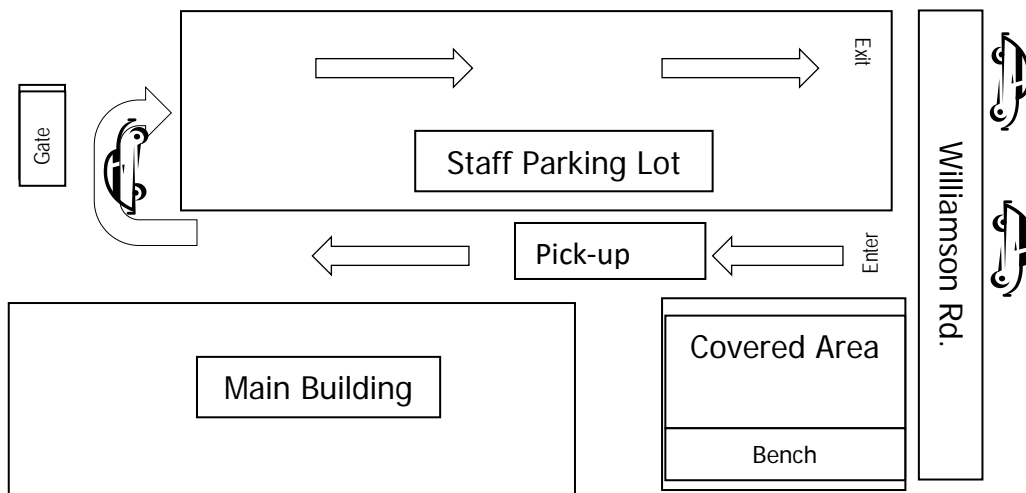 Exit
Gate
Staff Parking Lot
Williamson Rd.
Pick-up
Enter
Covered Area
Main Building
Bench